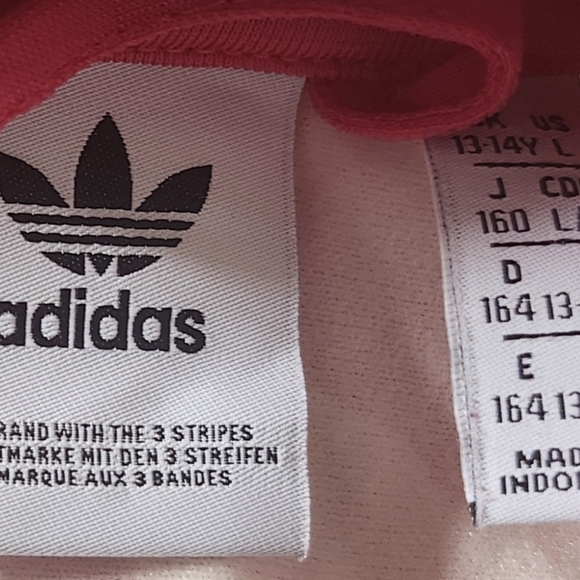 adidas
RAND WITH THE 3 STRIPES
TMARKE MIT DEN 3 STREIFEN
MARQUE AUX 3 BANDES
K US
13-14Y L
J CD
160 L/
D
164 13-
E
164 13
MAD
INDO